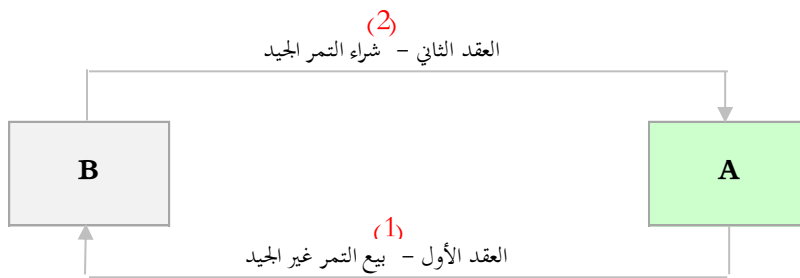 (2)
العقد الثاني – شراء التمر الجيد
B
A
(1)
العقد الأول – بيع التمر غير الجيد